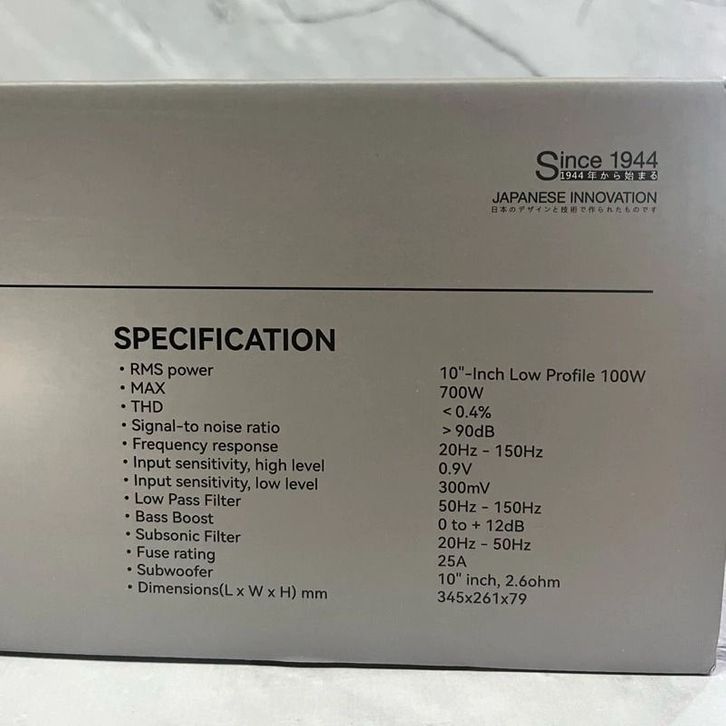 Since 1944
1944年から始まる
JAPANESE INNOVATION
日本のデザインと技術で作られたものです
SPECIFICATION
• RMS power 10"-Inch Low Profile 100W
• MAX 700W
• THD <0.4%
• Signal-to noise ratio >90dB
• Frequency response 20Hz - 150Hz
• Input sensitivity, high level 0.9V
• Input sensitivity, low level 300mV
• Low Pass Filter 50Hz - 150Hz
• Bass Boost 0 to + 12dB
• Subsonic Filter 20Hz - 50Hz
• Fuse rating 25A
• Subwoofer 10" inch, 2.6ohm
• Dimensions(L x W x H) mm 345x261x79